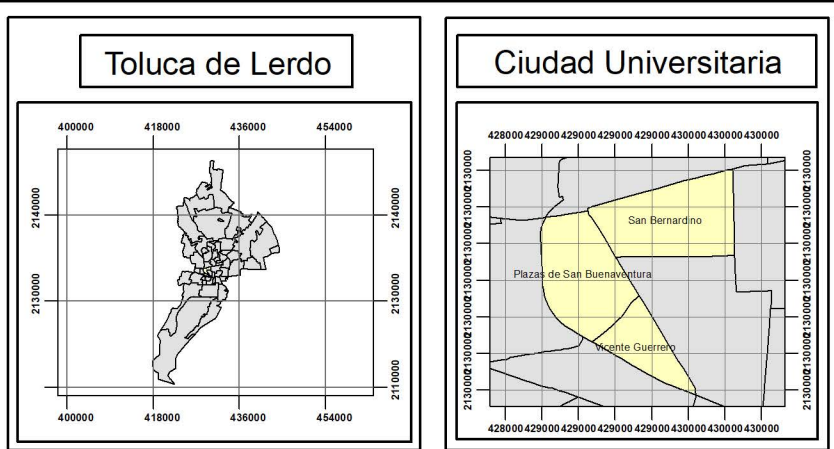 Toluca de Lerdo
400000 418000 436000 454000
2140000
2130000
2140000
2130000
2110000
400000 418000 436000 454000
Ciudad Universitaria
428000 429000 429000 429000 429000 430000 430000 430000
2130000 2130000 2130000 2130000 2130000 2130000 2130000
San Bernardino
Plazas de San Buenaventura
Vicente Guerrero
2130000 2130000 2130000 2130000 2130000 2130000 2130000
428000 429000 429000 429000 429000 430000 430000 430000